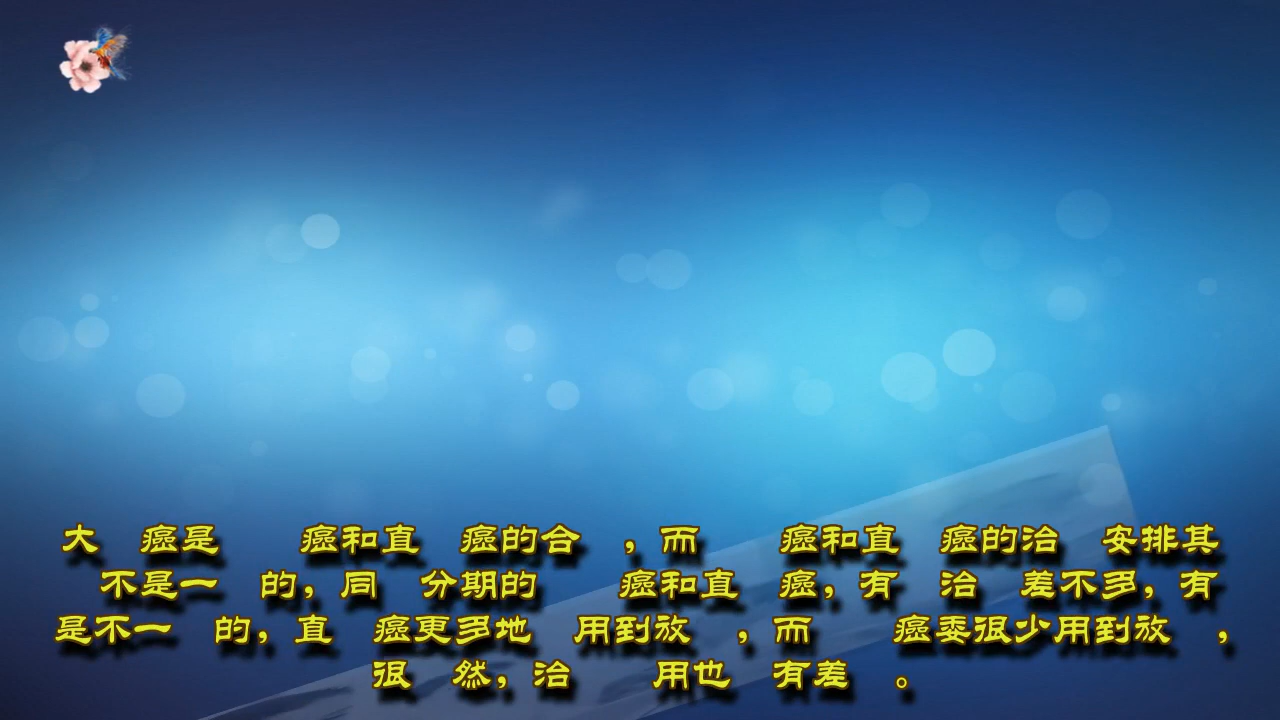 大 癌是 癌和直 癌的合 ,而 癌和直 癌的治 安排其
不是一 的,同 分期的 癌和直 癌,有 治 差不多,有
是不一 的,直 癌更多地 用到放 ,而 癌委很少用到放 ,
很 然,治 用也 有差 。